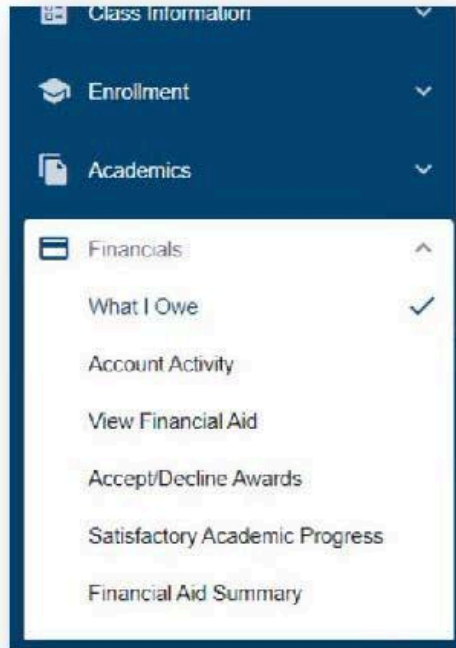 Class Information
Enrollment
Academics
Financials
What I Owe
Account Activity
View Financial Aid
Accept/Decline Awards
Satisfactory Academic Progress
Financial Aid Summary